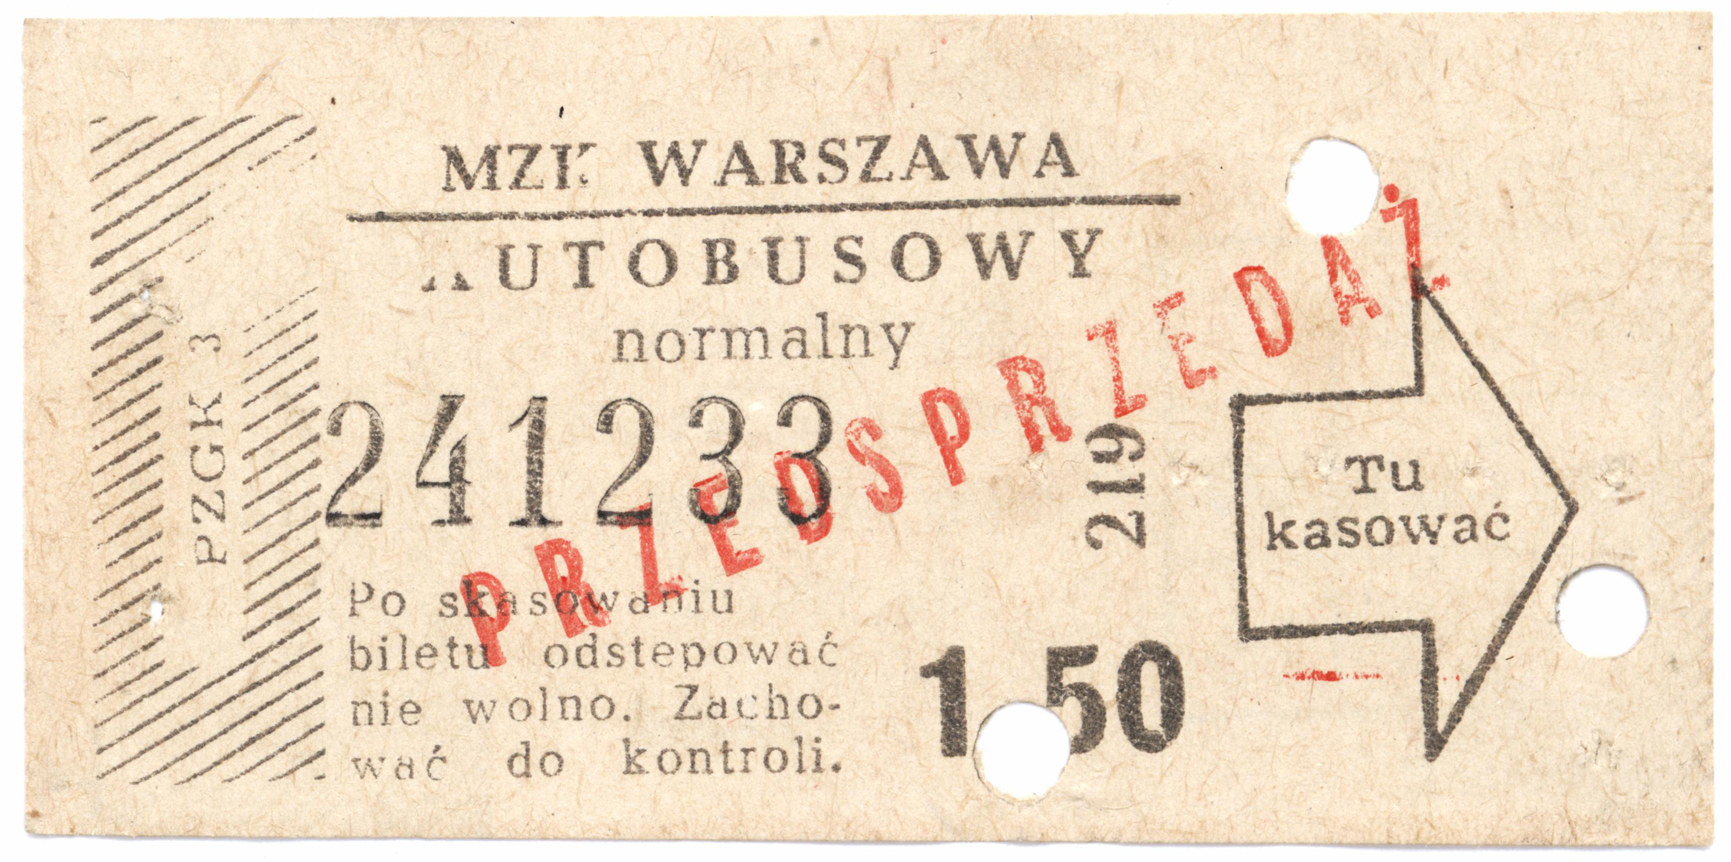 MZK WARSZAWA
AUTOBUSOWY
normalny
241233
PRZEDSPRZEDAŻ
PZGK 3
219
Tu
kasować
Po skasowaniu
biletu odstepować
nie wolno. Zacho-
wać do kontroli.
1 50